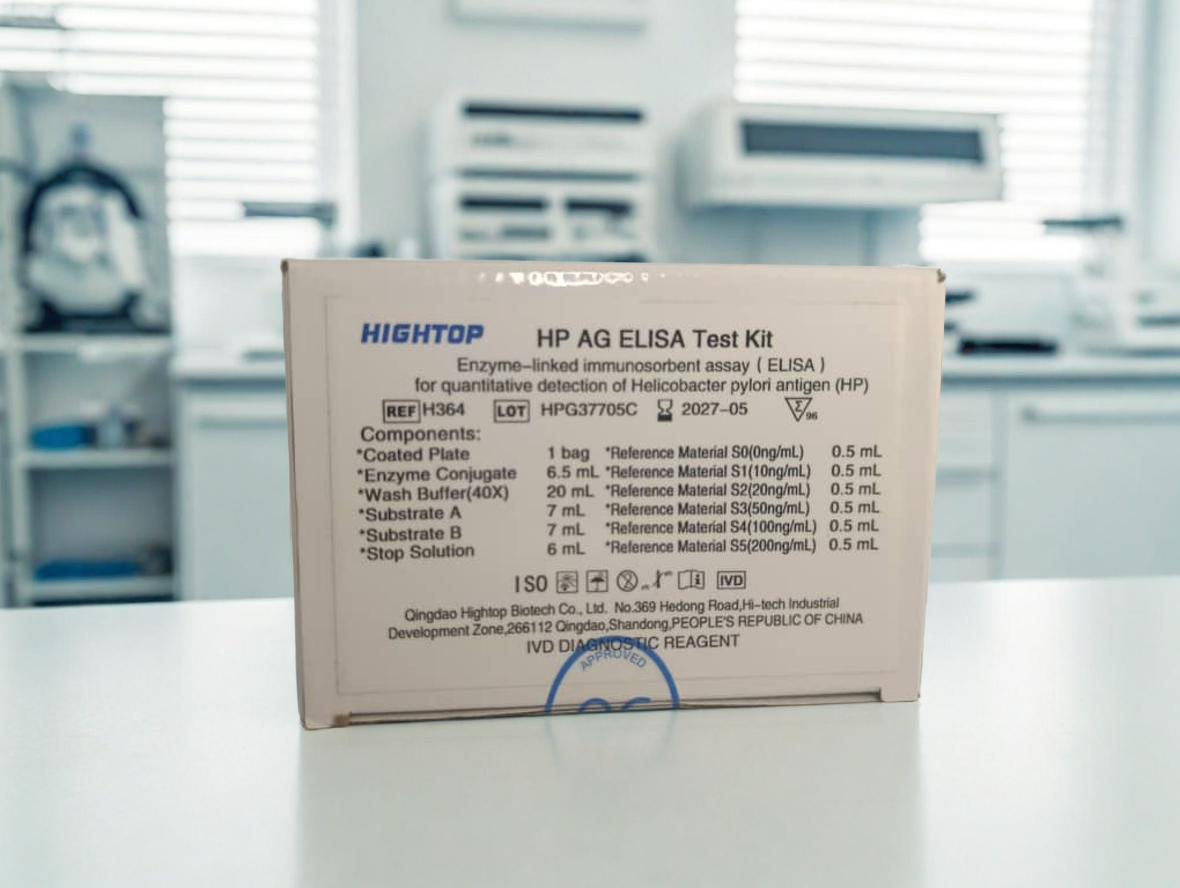 HIGHTOP HP AG ELISA Test Kit
Enzyme-linked immunosorbent assay ( ELISA )
for quantitative detection of Helicobacter pylori antigen (HP)
REF H364 LOT HPG37705C 2027-05 Σ 96
Components:
*Coated Plate 1 bag *Reference Material S0(0ng/mL) 0.5 mL
*Enzyme Conjugate 6.5 mL *Reference Material S1(10ng/mL) 0.5 mL
*Wash Buffer(40X) 20 mL *Reference Material S2(20ng/mL) 0.5 mL
*Substrate A 7 mL *Reference Material S3(50ng/mL) 0.5 mL
*Substrate B 7 mL *Reference Material S4(100ng/mL) 0.5 mL
*Stop Solution 6 mL *Reference Material S5(200ng/mL) 0.5 mL
ISO IVD
Qingdao Hightop Biotech Co., Ltd. No.369 Hedong Road,Hi-tech Industrial
Development Zone,266112 Qingdao,Shandong,PEOPLE'S REPUBLIC OF CHINA
IVD DIAGNOSTIC REAGENT
APPROVED